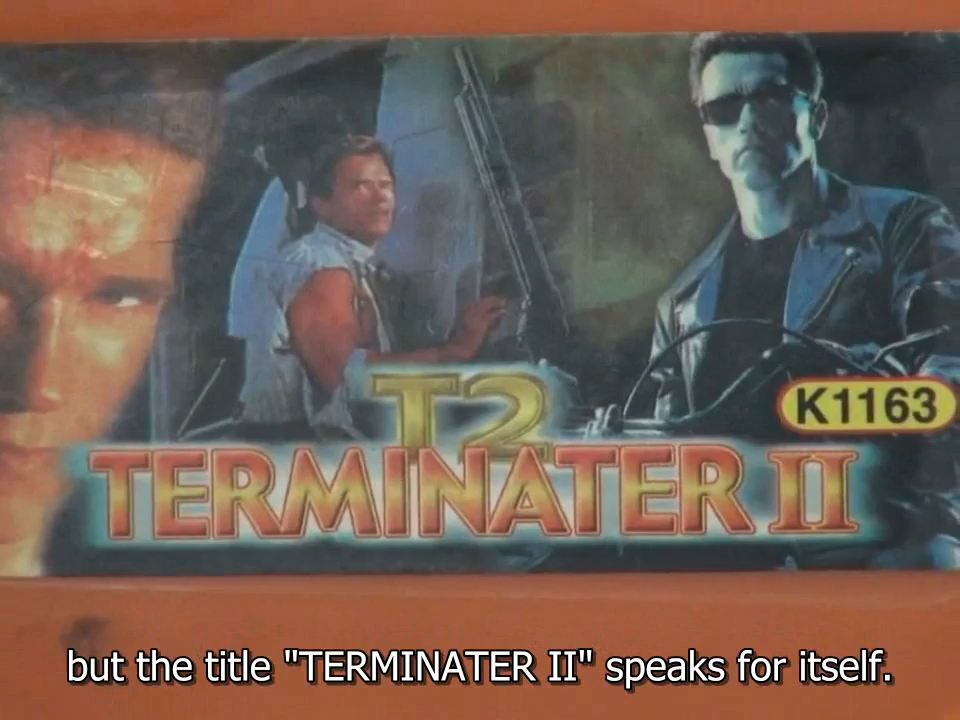 T2
TERMINATER II
K1163
but the title "TERMINATER II" speaks for itself.